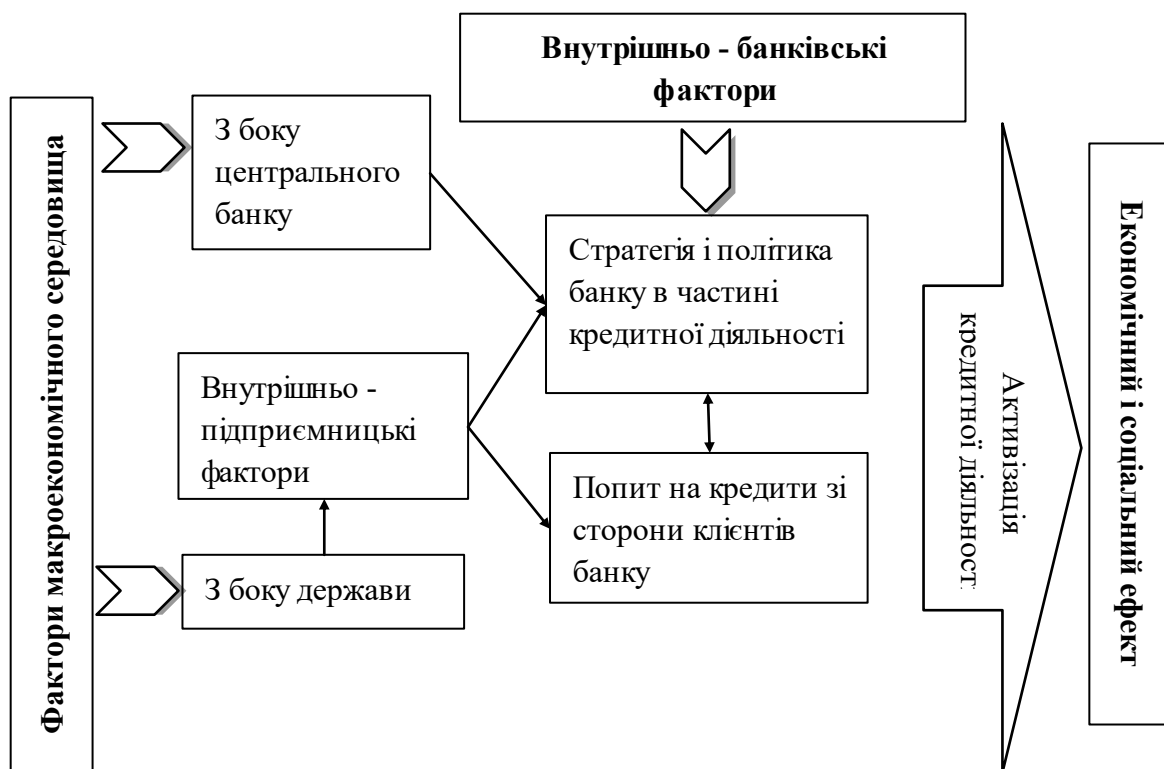 Внутрішньо - банківські
фактори
Фактори макроекономічного середовища
З боку
центрального
банку
Стратегія і політика
банку в частині
кредитної діяльності
Внутрішньо -
підприємницькі
фактори
Попит на кредити зі
сторони клієнтів
банку
З боку держави
Активізація
кредитної діяльност
Економічний і соціальний ефект